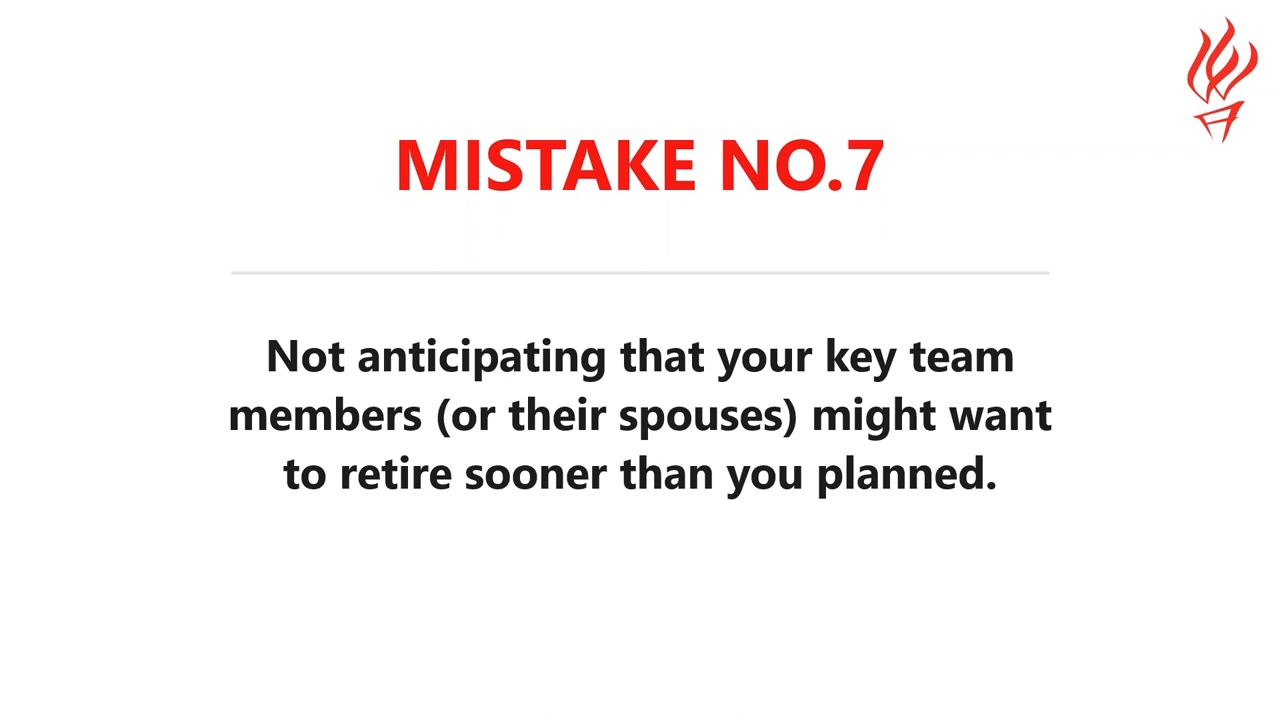 MISTAKE NO.7
Not anticipating that your key team
members (or their spouses) might want
to retire sooner than you planned.